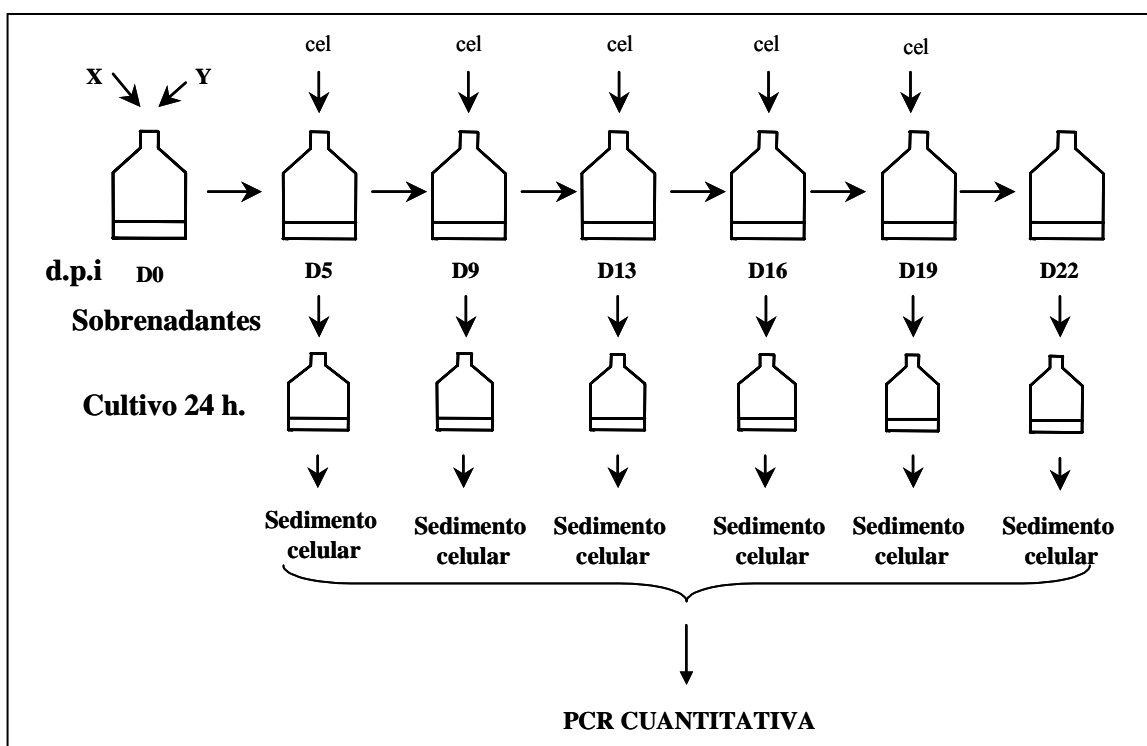 cel cel cel cel cel
X Y
d.p.i D0 D5 D9 D13 D16 D19 D22
Sobrenadantes
Cultivo 24 h.
Sedimento Sedimento Sedimento Sedimento Sedimento Sedimento
celular celular celular celular celular celular
PCR CUANTITATIVA